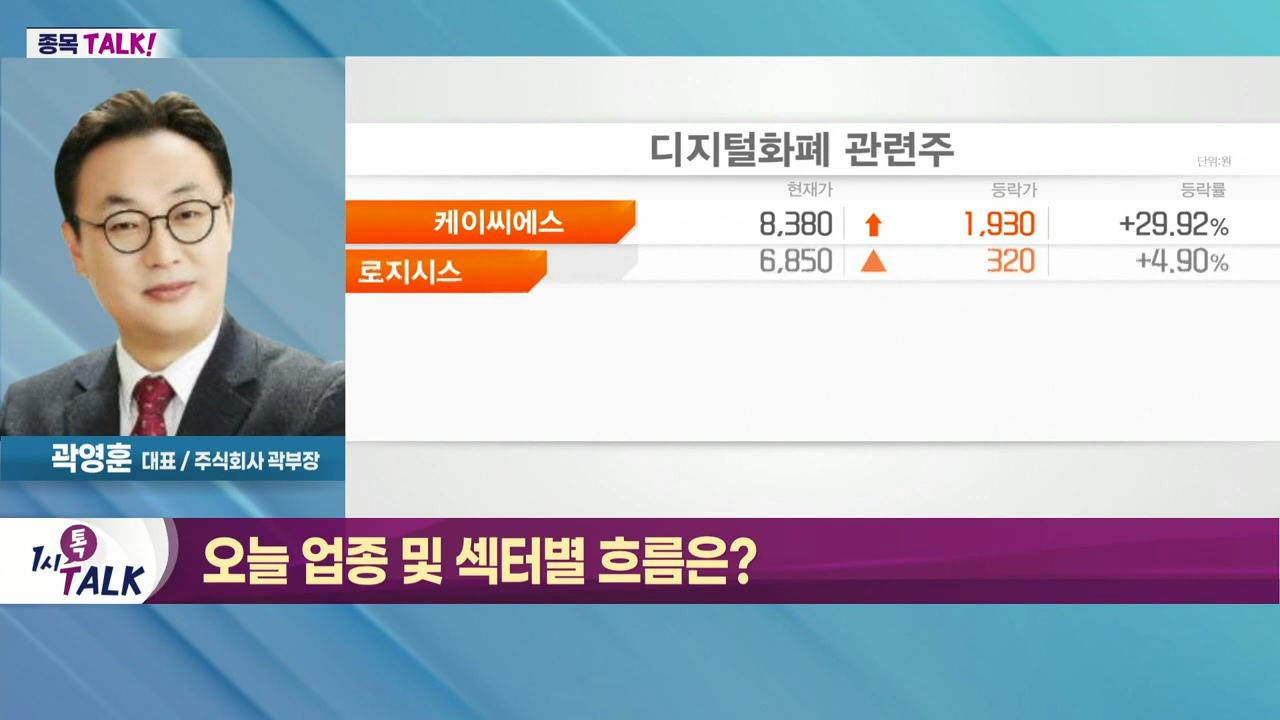 종목 TALK!
디지털화폐 관련주
단위:원
현재가 등락가 등락률
케이씨에스 8,380 1,930 +29.92%
로지시스 6,850 320 +4.90%
곽영훈 대표 / 주식회사 곽부장
1시 톡 TALK
오늘 업종 및 섹터별 흐름은?